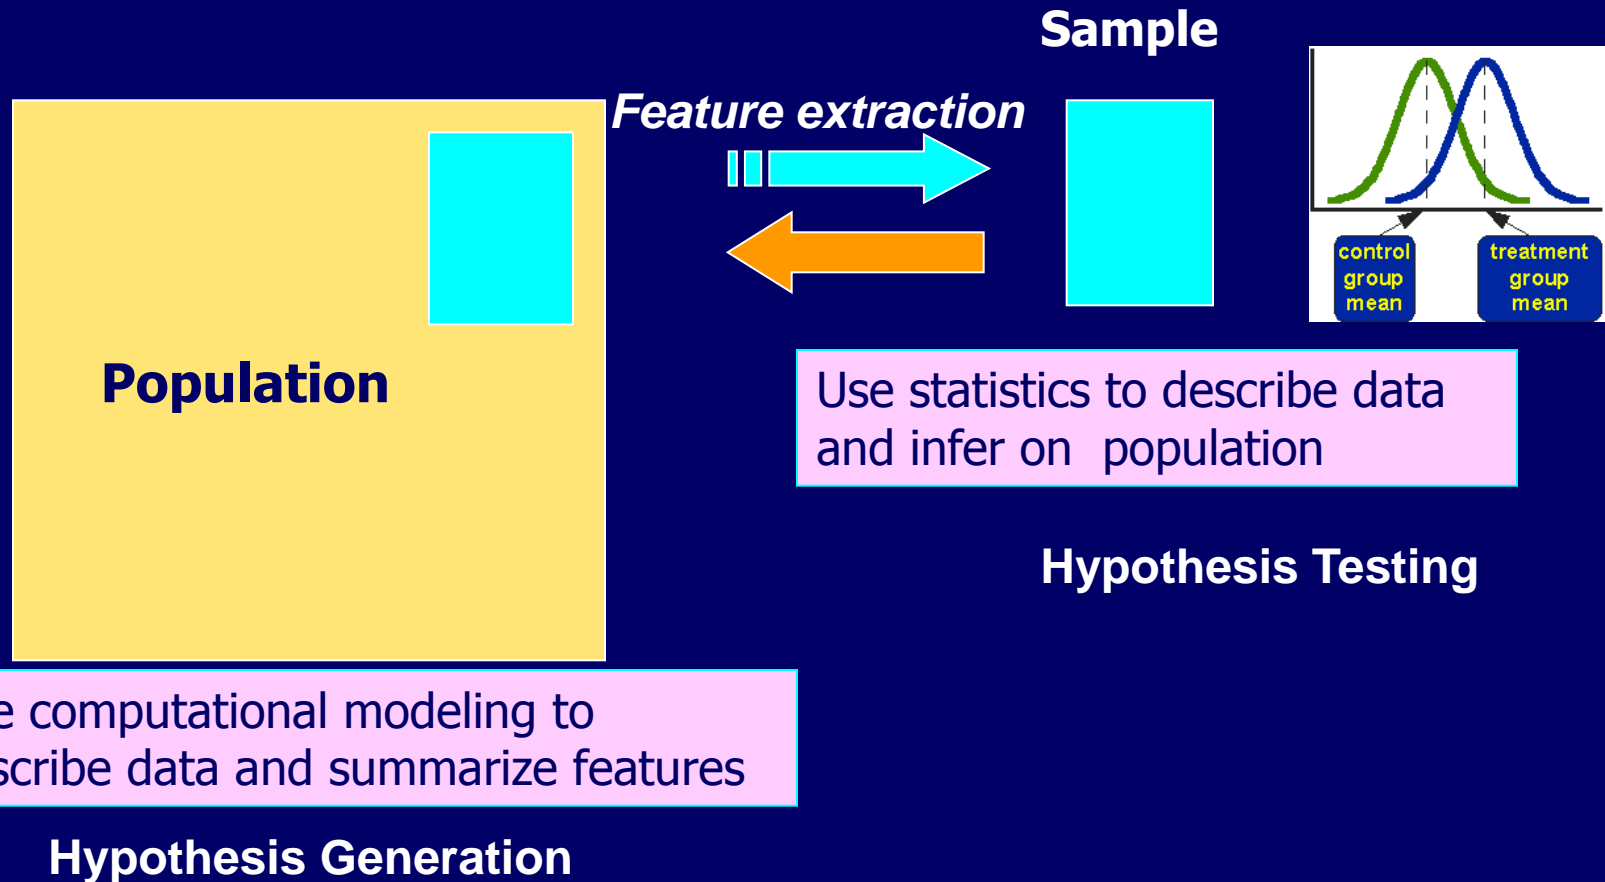 Sample
Feature extraction
control
group
mean
treatment
group
mean
Population
Use statistics to describe data
and infer on population
Hypothesis Testing
computational modeling to
data and summarize features
Hypothesis Generation